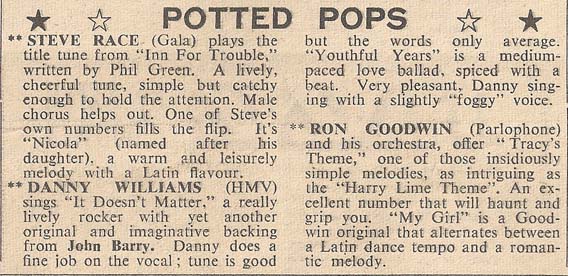 POTTED POPS
** STEVE RACE (Gala) plays the
title tune from "Inn For Trouble,"
written by Phil Green. A lively,
cheerful tune, simple but catchy
enough to hold the attention. Male
chorus helps out. One of Steve's
own numbers fills the flip. It's
"Nicola" (named after his
daughter), a warm and leisurely
melody with a Latin flavour.
** DANNY WILLIAMS (HMV)
sings "It Doesn't Matter," a really
lively rocker with yet another
original and imaginative backing
from John Barry. Danny does a
fine job on the vocal; tune is good
but the words only average.
"Youthful Years" is a medium-
paced love ballad, spiced with a
beat. Very pleasant, Danny sing-
ing with a slightly "foggy" voice.
** RON GOODWIN (Parlophone)
and his orchestra, offer "Tracy's
Theme," one of those insidiously
simple melodies, as intriguing as
the "Harry Lime Theme". An ex-
cellent number that will haunt and
grip you. "My Girl" is a Good-
win original that alternates between
a Latin dance tempo and a roman-
tic melody.